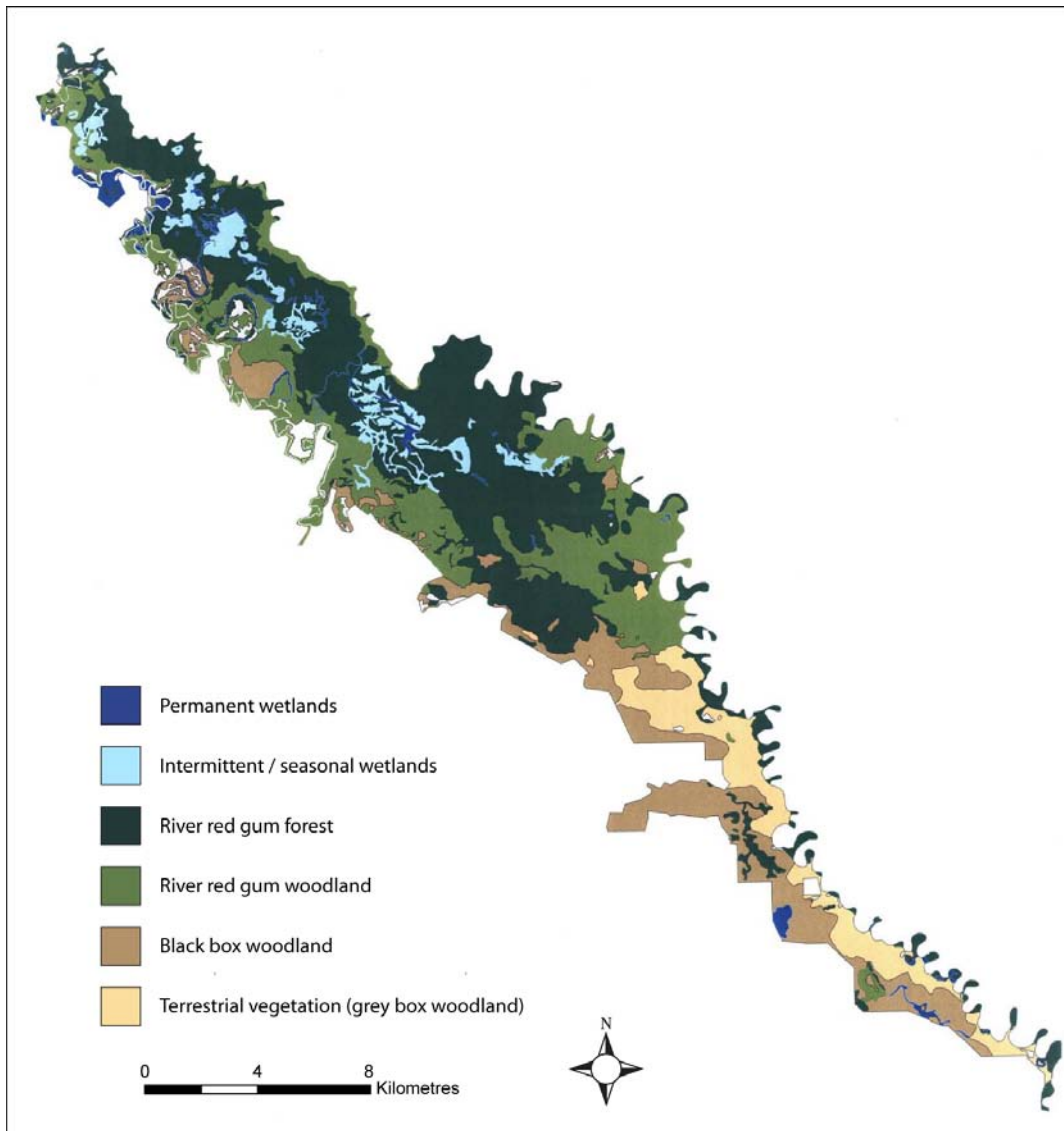 Permanent wetlands
Intermittent / seasonal wetlands
River red gum forest
River red gum woodland
Black box woodland
Terrestrial vegetation (grey box woodland)
N
0 4 8
Kilometres